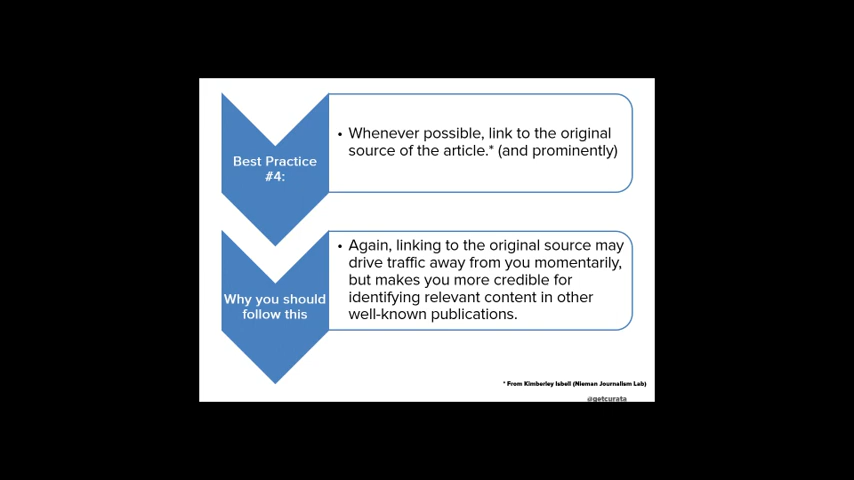 Best Practice
#4:
• Whenever possible, link to the original
source of the article.* (and prominently)
Why you should
follow this
• Again, linking to the original source may
drive traffic away from you momentarily,
but makes you more credible for
identifying relevant content in other
well-known publications.
* From Kimberley Isbell (Nieman Journalism Lab)
@getcurata